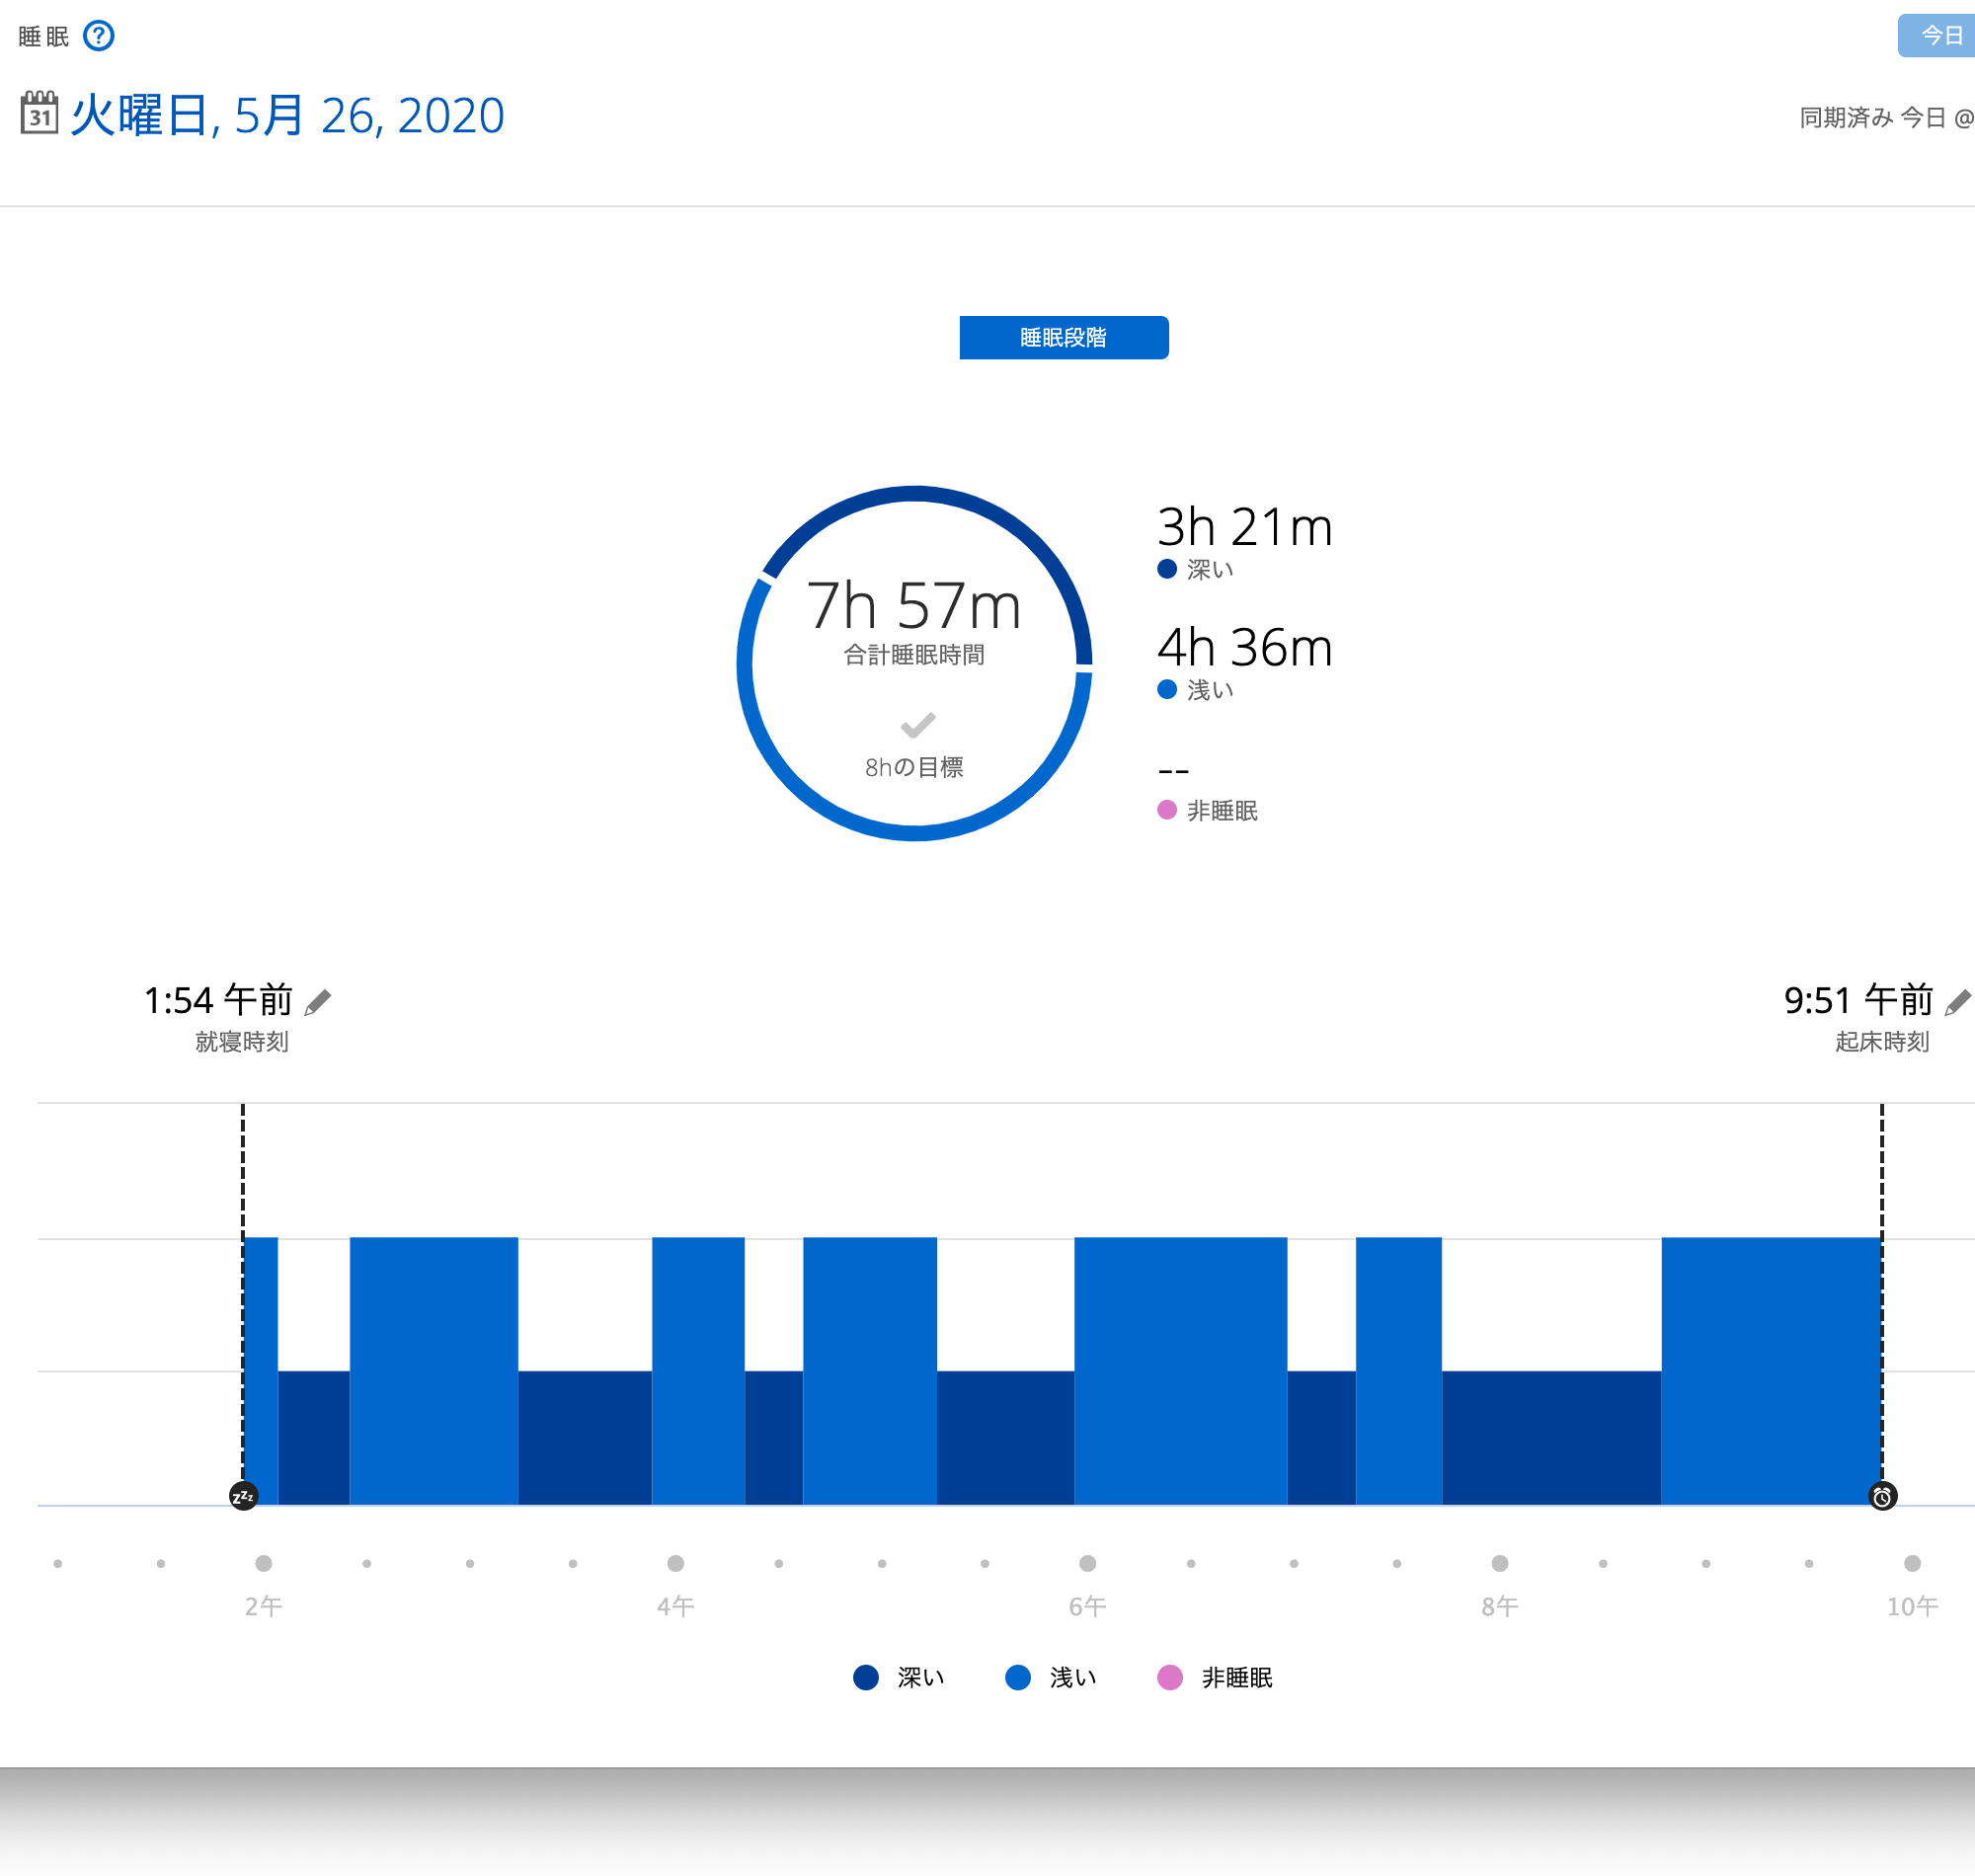 睡眠 ?
今日
31 火曜日, 5月 26, 2020
同期済み 今日 @
睡眠段階
7h 57m
合計睡眠時間
8hの目標
3h 21m
深い
4h 36m
浅い
--
非睡眠
1:54 午前
就寝時刻
9:51 午前
起床時刻
zzz
2午 4午 6午 8午 10午
深い 浅い 非睡眠